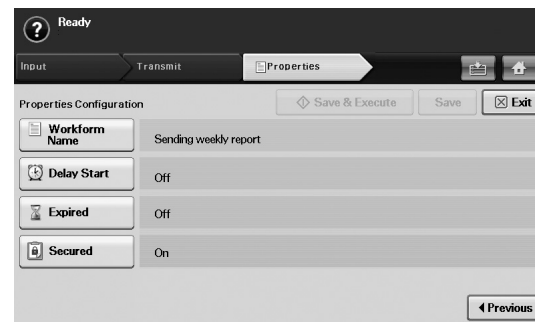 Ready
Input Transmit Properties
Properties Configuration Save & Execute Save Exit
Workform Name Sending weekly report
Delay Start Off
Expired Off
Secured On
Previous